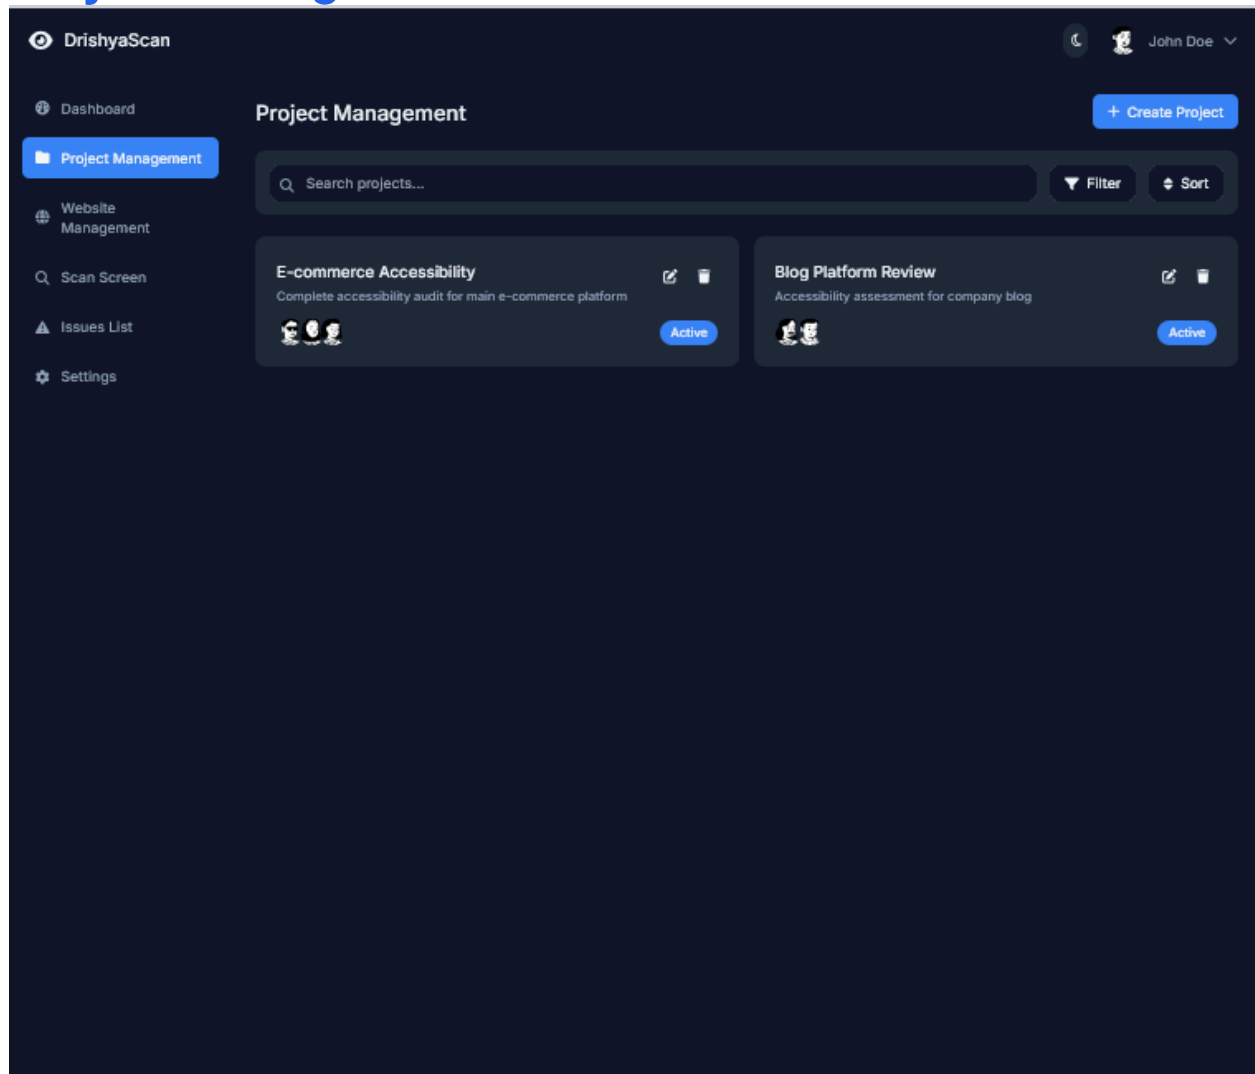 DrishyaScan
John Doe
Dashboard
Project Management
+ Create Project
Project Management
Search projects...
Filter
Sort
Website
Management
Scan Screen
Issues List
Settings
E-commerce Accessibility
Complete accessibility audit for main e-commerce platform
Active
Blog Platform Review
Accessibility assessment for company blog
Active